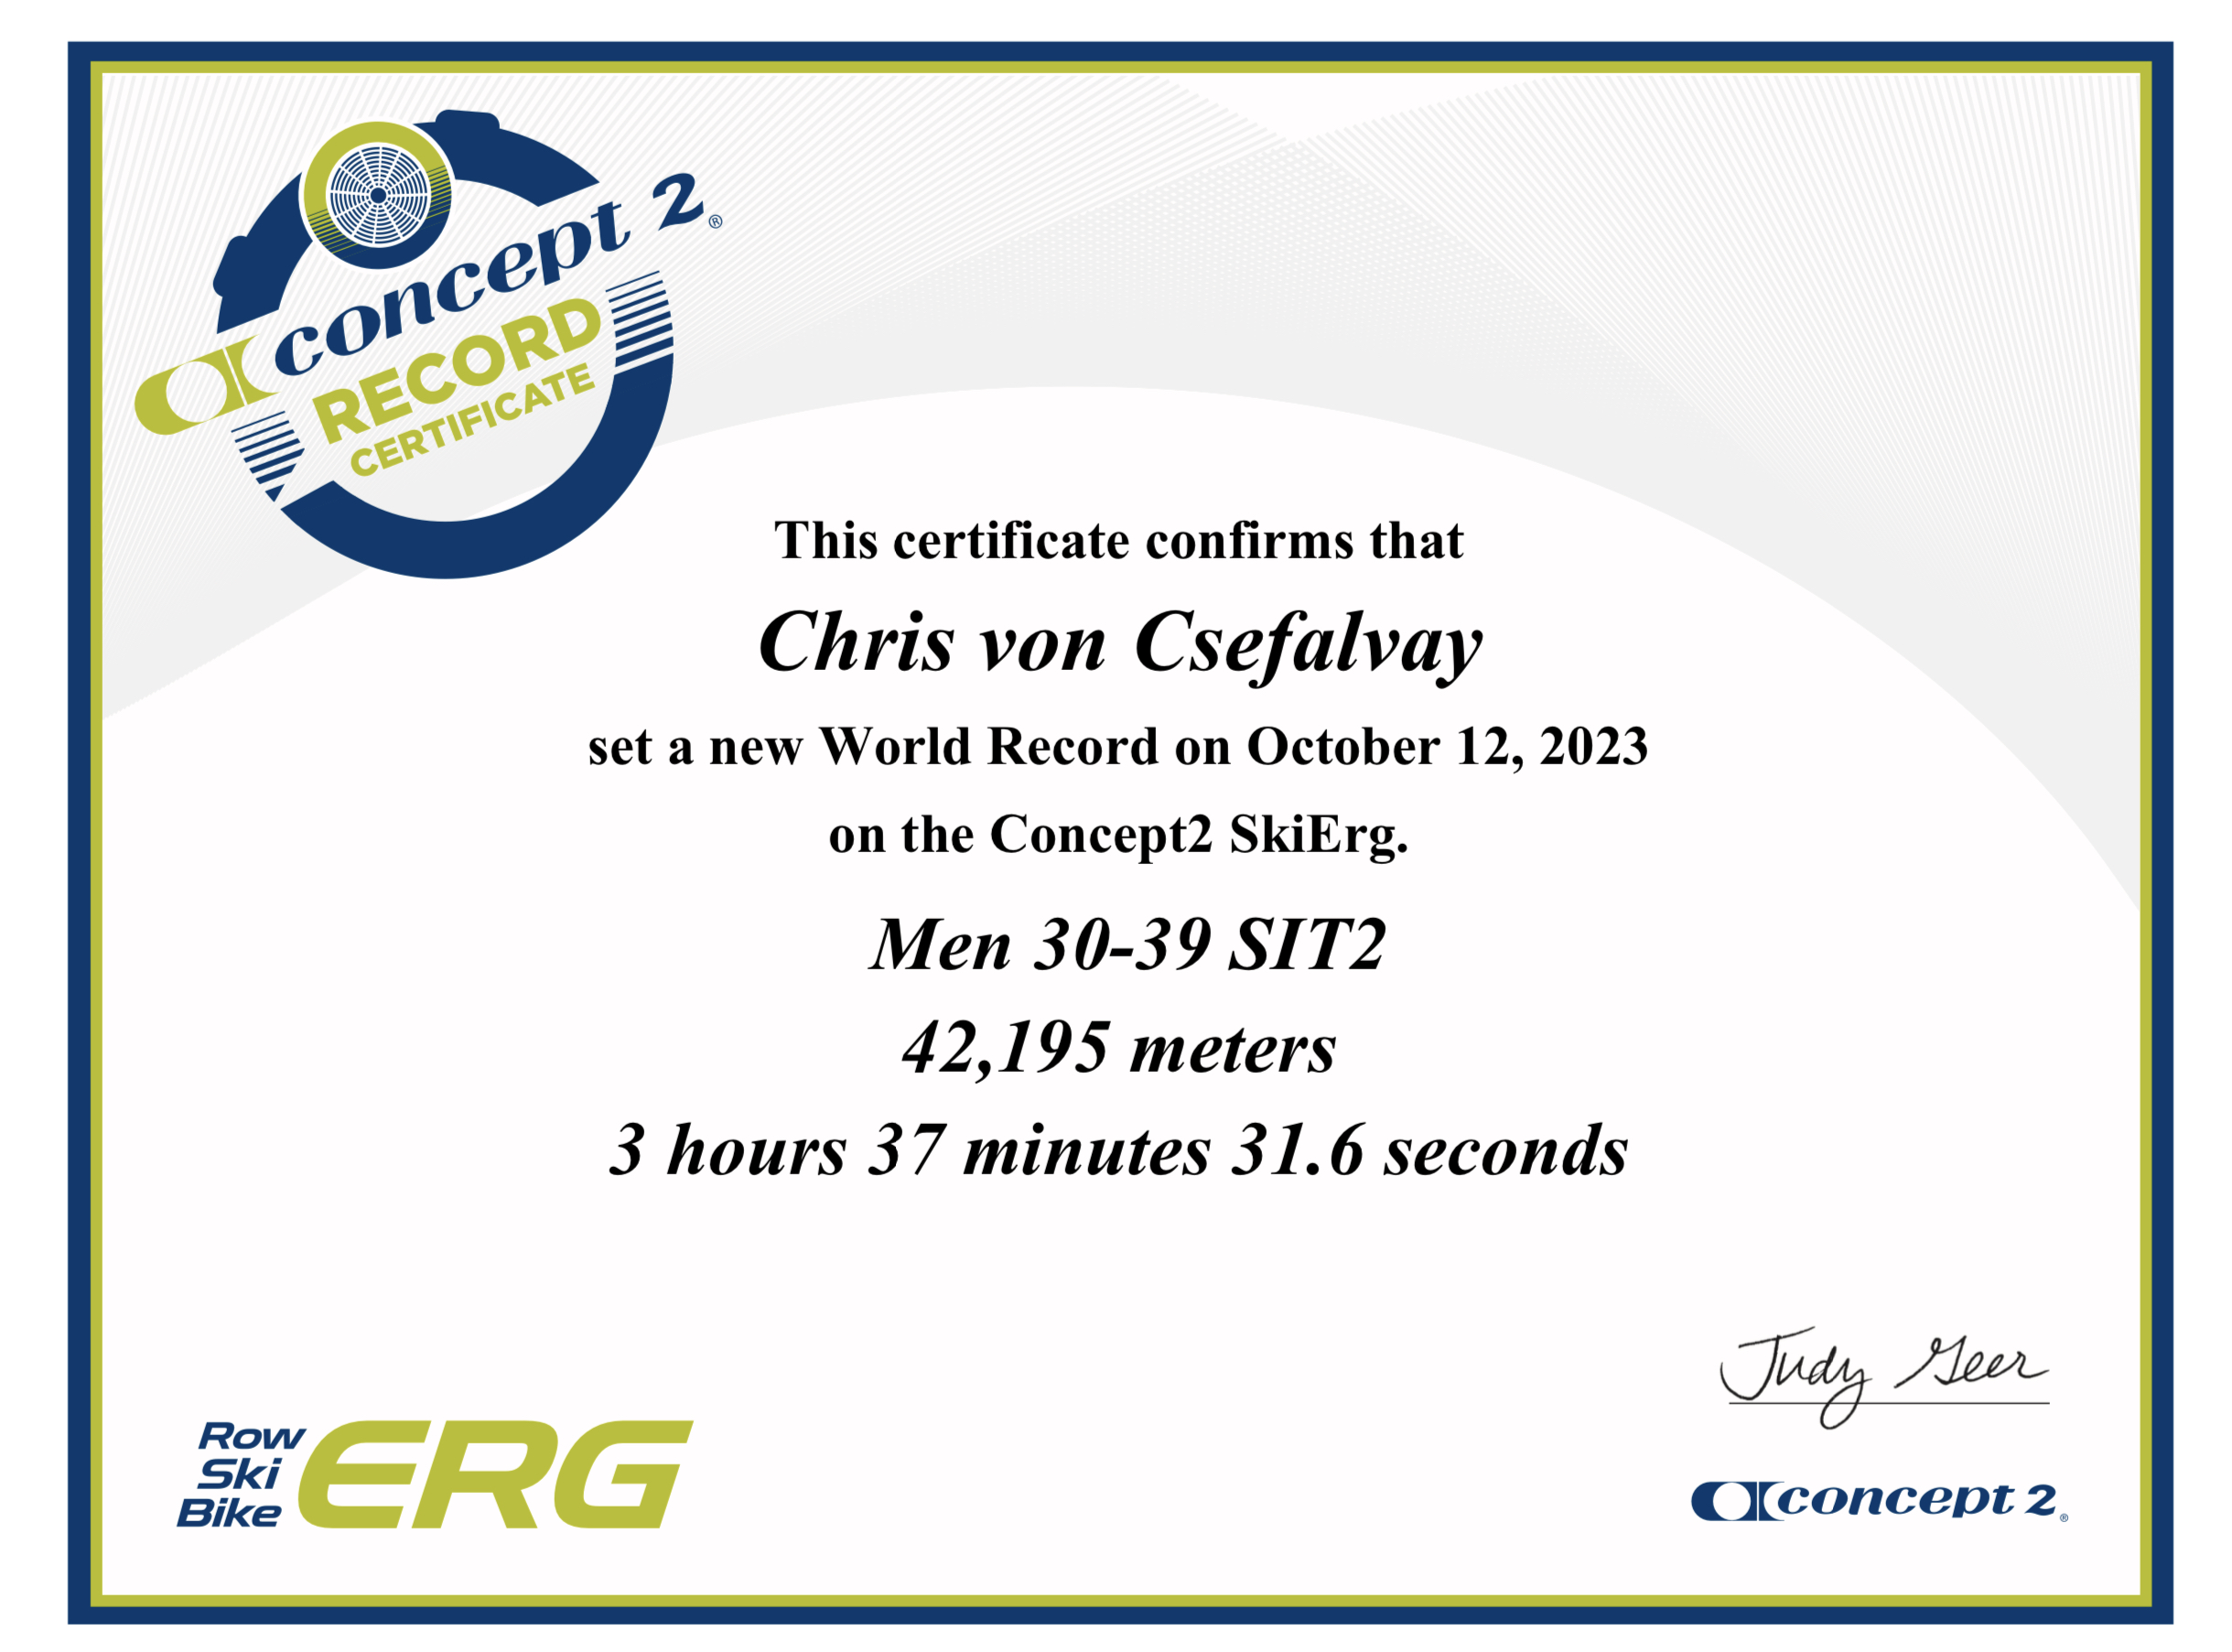 concept 2®
RECORD
CERTIFICATE
This certificate confirms that
Chris von Csefalvay
set a new World Record on October 12, 2023
on the Concept2 SkiErg.
Men 30-39 SIT2
42,195 meters
3 hours 37 minutes 31.6 seconds
Judy Geer
Row
Ski
Bike
ERG
concept 2®